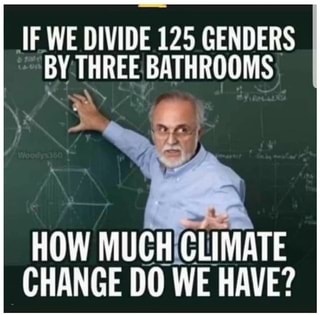 IF WE DIVIDE 125 GENDERS
BY THREE BATHROOMS
HOW MUCH CLIMATE
CHANGE DO WE HAVE?